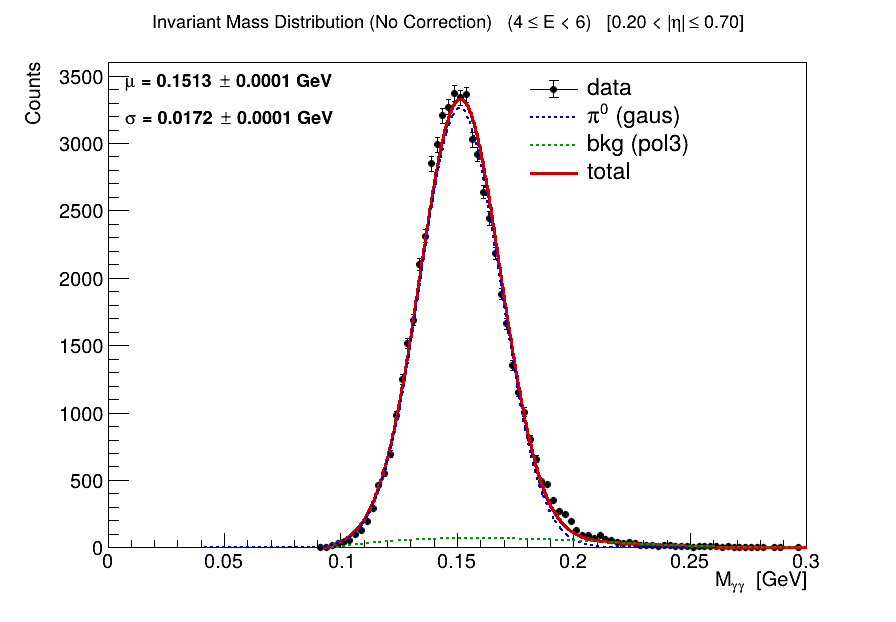 Invariant Mass Distribution (No Correction) (4 ≤ E < 6) [0.20 < |η| ≤ 0.70]
Counts
μ = 0.1513 ± 0.0001 GeV
σ = 0.0172 ± 0.0001 GeV
data
π⁰ (gaus)
bkg (pol3)
total
3500
3000
2500
2000
1500
1000
500
0
0 0.05 0.1 0.15 0.2 0.25 0.3
Mγγ [GeV]